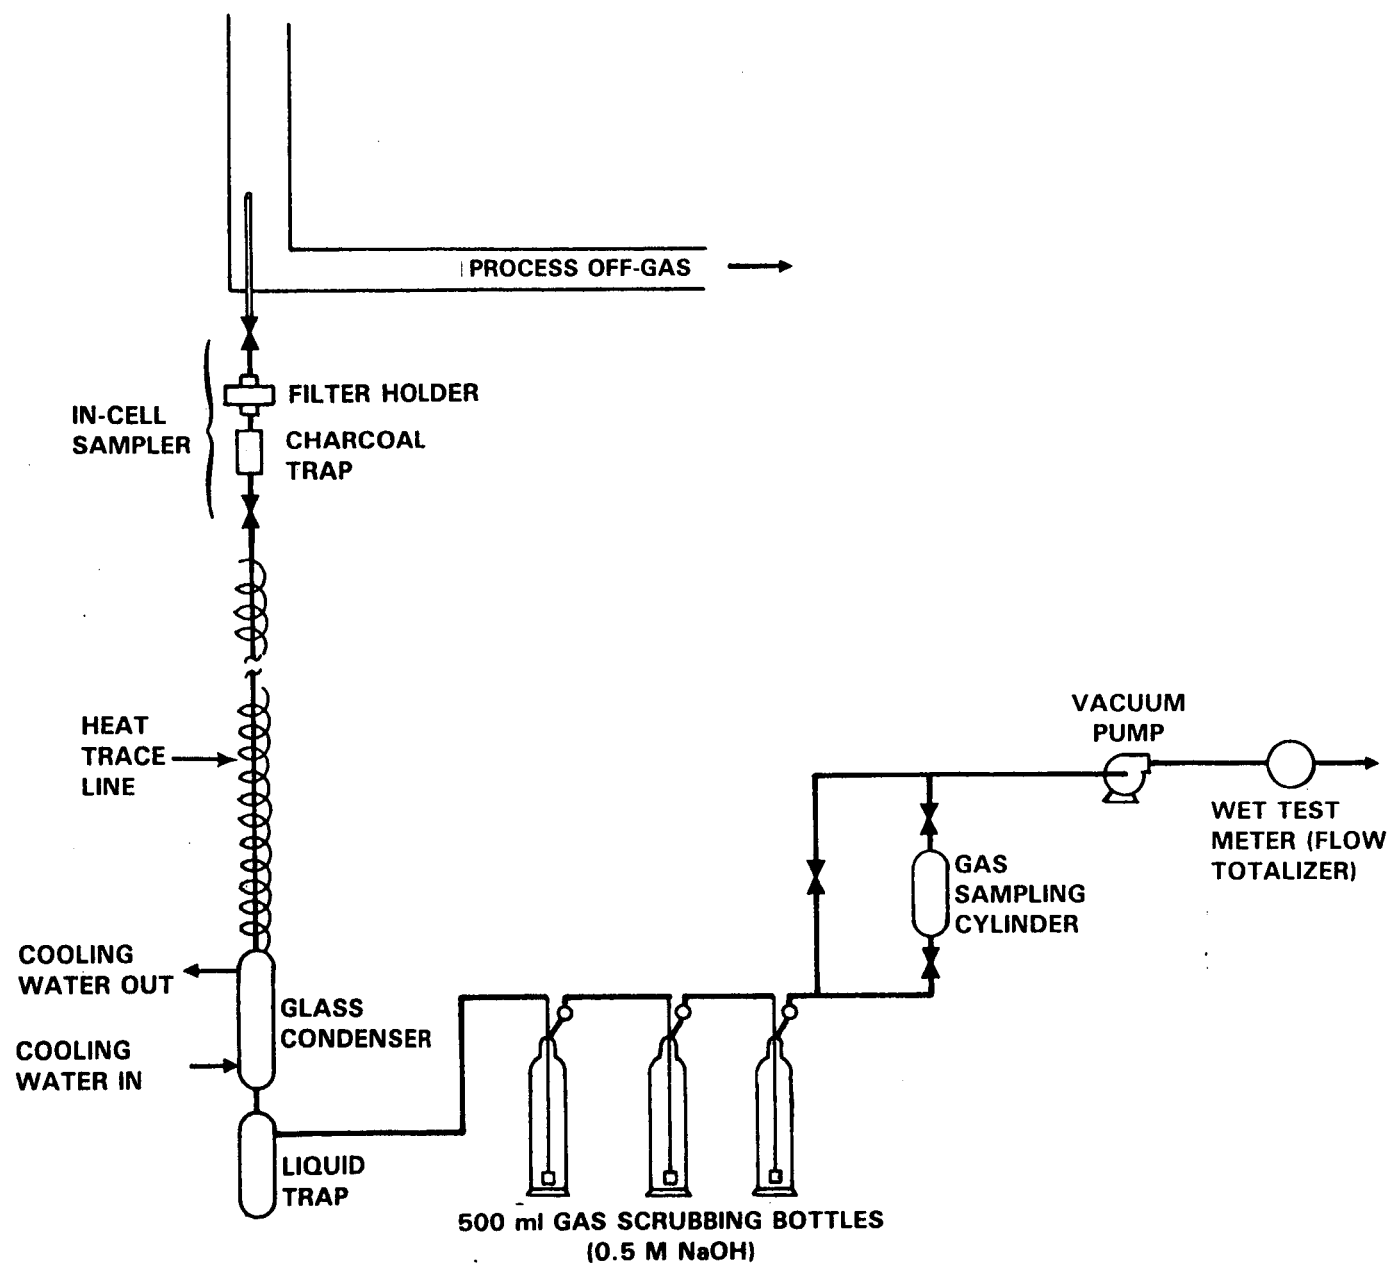 PROCESS OFF-GAS
FILTER HOLDER
IN-CELL
SAMPLER
CHARCOAL
TRAP
HEAT
TRACE
LINE
VACUUM
PUMP
WET TEST
METER (FLOW
TOTALIZER)
GAS
SAMPLING
CYLINDER
COOLING
WATER OUT
GLASS
CONDENSER
COOLING
WATER IN
LIQUID
TRAP
500 ml GAS SCRUBBING BOTTLES
(0.5 M NaOH)